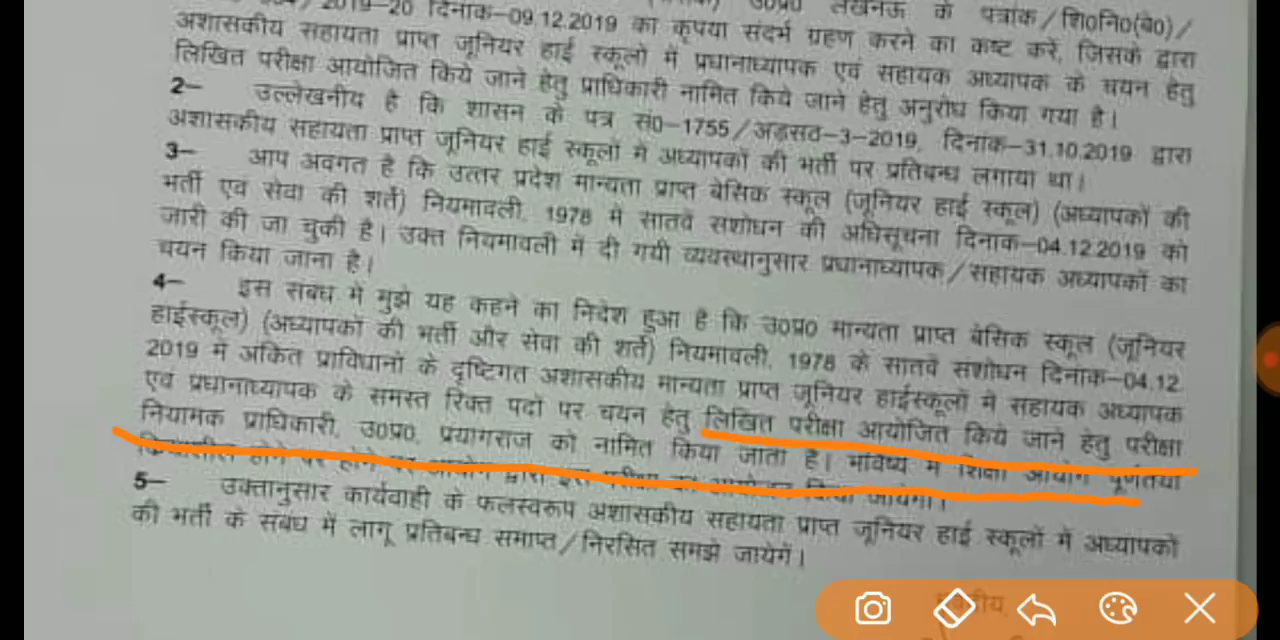 2019-20 दिनांक-09.12.2019 का कृपया संदर्भ ग्रहण करने का कष्ट करें, जिसके द्वारा
अशासकीय सहायता प्राप्त जूनियर हाई स्कूलों में प्रधानाध्यापक एवं सहायक अध्यापक के चयन हेतु
लिखित परीक्षा आयोजित किये जाने हेतु प्राधिकारी नामित किये जाने हेतु अनुरोध किया गया है।
2— उल्लेखनीय है कि शासन के पत्र सं0-1755/अड़सठ-3-2019, दिनांक-31.10.2019 द्वारा
अशासकीय सहायता प्राप्त जूनियर हाई स्कूलों में अध्यापकों की भर्ती पर प्रतिबन्ध लगाया था।
3— आप अवगत है कि उत्तर प्रदेश मान्यता प्राप्त बेसिक स्कूल (जूनियर हाई स्कूल) (अध्यापकों की
भर्ती एवं सेवा की शर्ते) नियमावली, 1978 में सातवें संशोधन की अधिसूचना दिनांक-04.12.2019 को
जारी की जा चुकी है। उक्त नियमावली में दी गयी व्यवस्थानुसार प्रधानाध्यापक/सहायक अध्यापकों का
चयन किया जाना है।
4— इस संबंध में मुझे यह कहने का निदेश हुआ है कि उ0प्र0 मान्यता प्राप्त बेसिक स्कूल (जूनियर
हाईस्कूल) (अध्यापकों की भर्ती और सेवा की शर्ते) नियमावली, 1978 के सातवें संशोधन दिनांक-04.12.
2019 में अंकित प्राविधानों के दृष्टिगत अशासकीय मान्यता प्राप्त जूनियर हाईस्कूलों में सहायक अध्यापक
एवं प्रधानाध्यापक के समस्त रिक्त पदों पर चयन हेतु लिखित परीक्षा आयोजित किये जाने हेतु परीक्षा
नियामक प्राधिकारी, उ0प्र0, प्रयागराज को नामित किया जाता है। भविष्य में शिक्षा आयोग पूर्णतया
होने पर आयोग द्वारा इस परीक्षा का किया जायेगा।
5— उक्तानुसार कार्यवाही के फलस्वरूप अशासकीय सहायता प्राप्त जूनियर हाई स्कूलों में अध्यापकों
की भर्ती के संबंध में लागू प्रतिबन्ध समाप्त/निरसित समझे जायेगें।